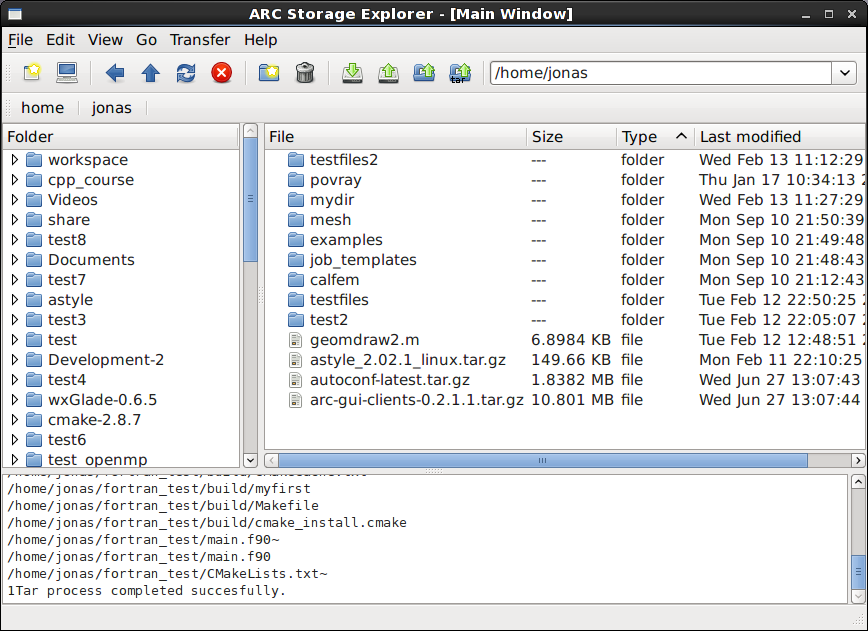 ARC Storage Explorer - [Main Window]
File Edit View Go Transfer Help
tar
/home/jonas
home jonas
Folder
workspace
cpp_course
Videos
share
test8
Documents
test7
astyle
test3
test
Development-2
test4
wxGlade-0.6.5
cmake-2.8.7
test6
test_openmp
File Size Type Last modified
testfiles2 --- folder Wed Feb 13 11:12:29
povray --- folder Thu Jan 17 10:34:13
mydir --- folder Wed Feb 13 11:27:29
mesh --- folder Mon Sep 10 21:50:39
examples --- folder Mon Sep 10 21:49:48
job_templates --- folder Mon Sep 10 21:48:43
calfem --- folder Mon Sep 10 21:12:43
testfiles --- folder Tue Feb 12 22:50:25
test2 --- folder Tue Feb 12 22:05:07
geomdraw2.m 6.8984 KB file Tue Feb 12 12:48:51
astyle_2.02.1_linux.tar.gz 149.66 KB file Mon Feb 11 22:10:25
autoconf-latest.tar.gz 1.8382 MB file Wed Jun 27 13:07:43
arc-gui-clients-0.2.1.1.tar.gz 10.801 MB file Wed Jun 27 13:07:44
/home/jonas/fortran_test/build/myfirst
/home/jonas/fortran_test/build/Makefile
/home/jonas/fortran_test/build/cmake_install.cmake
/home/jonas/fortran_test/main.f90~
/home/jonas/fortran_test/main.f90
/home/jonas/fortran_test/CMakeLists.txt~
1Tar process completed succesfully.